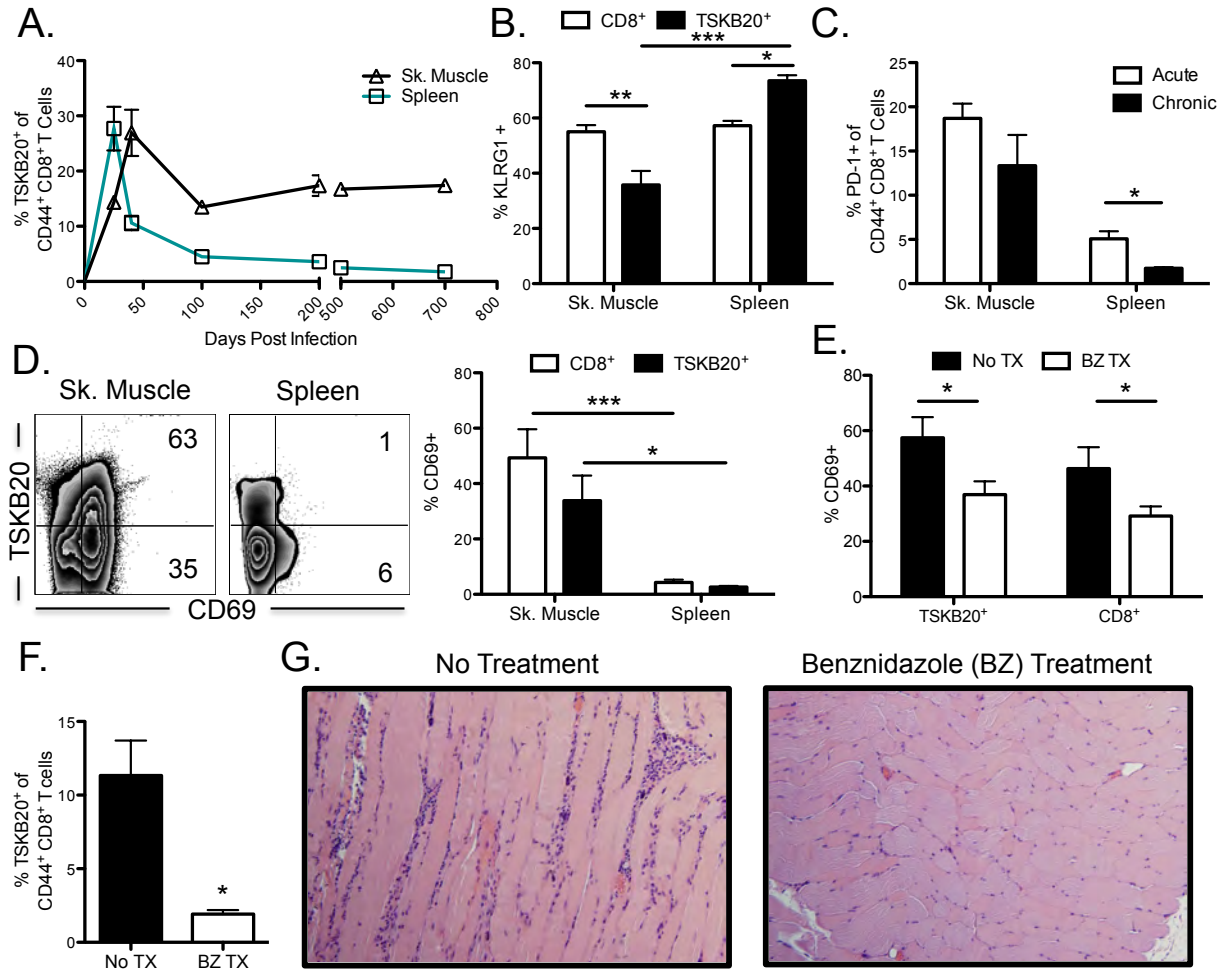 A.
% TSKB20⁺ of
CD44⁺ CD8⁺ T Cells
40
30
20
10
0
Sk. Muscle
Spleen
0
50
100
150
200
500
600
700
800
Days Post Infection
B.
CD8⁺
TSKB20⁺
% KLRG1 +
80
60
40
20
0
**
***
*
Sk. Muscle
Spleen
C.
% PD-1+ of
CD44⁺ CD8⁺ T Cells
25
20
15
10
5
0
Acute
Chronic
*
Sk. Muscle
Spleen
D.
Sk. Muscle
Spleen
TSKB20
63
35
1
6
CD69
CD8⁺
TSKB20⁺
% CD69+
80
60
40
20
0
***
*
Sk. Muscle
Spleen
E.
No TX
BZ TX
% CD69+
80
60
40
20
0
*
*
TSKB20⁺
CD8⁺
F.
% TSKB20⁺ of
CD44⁺ CD8⁺ T cells
15
10
5
0
*
No TX
BZ TX
G.
No Treatment
Benznidazole (BZ) Treatment